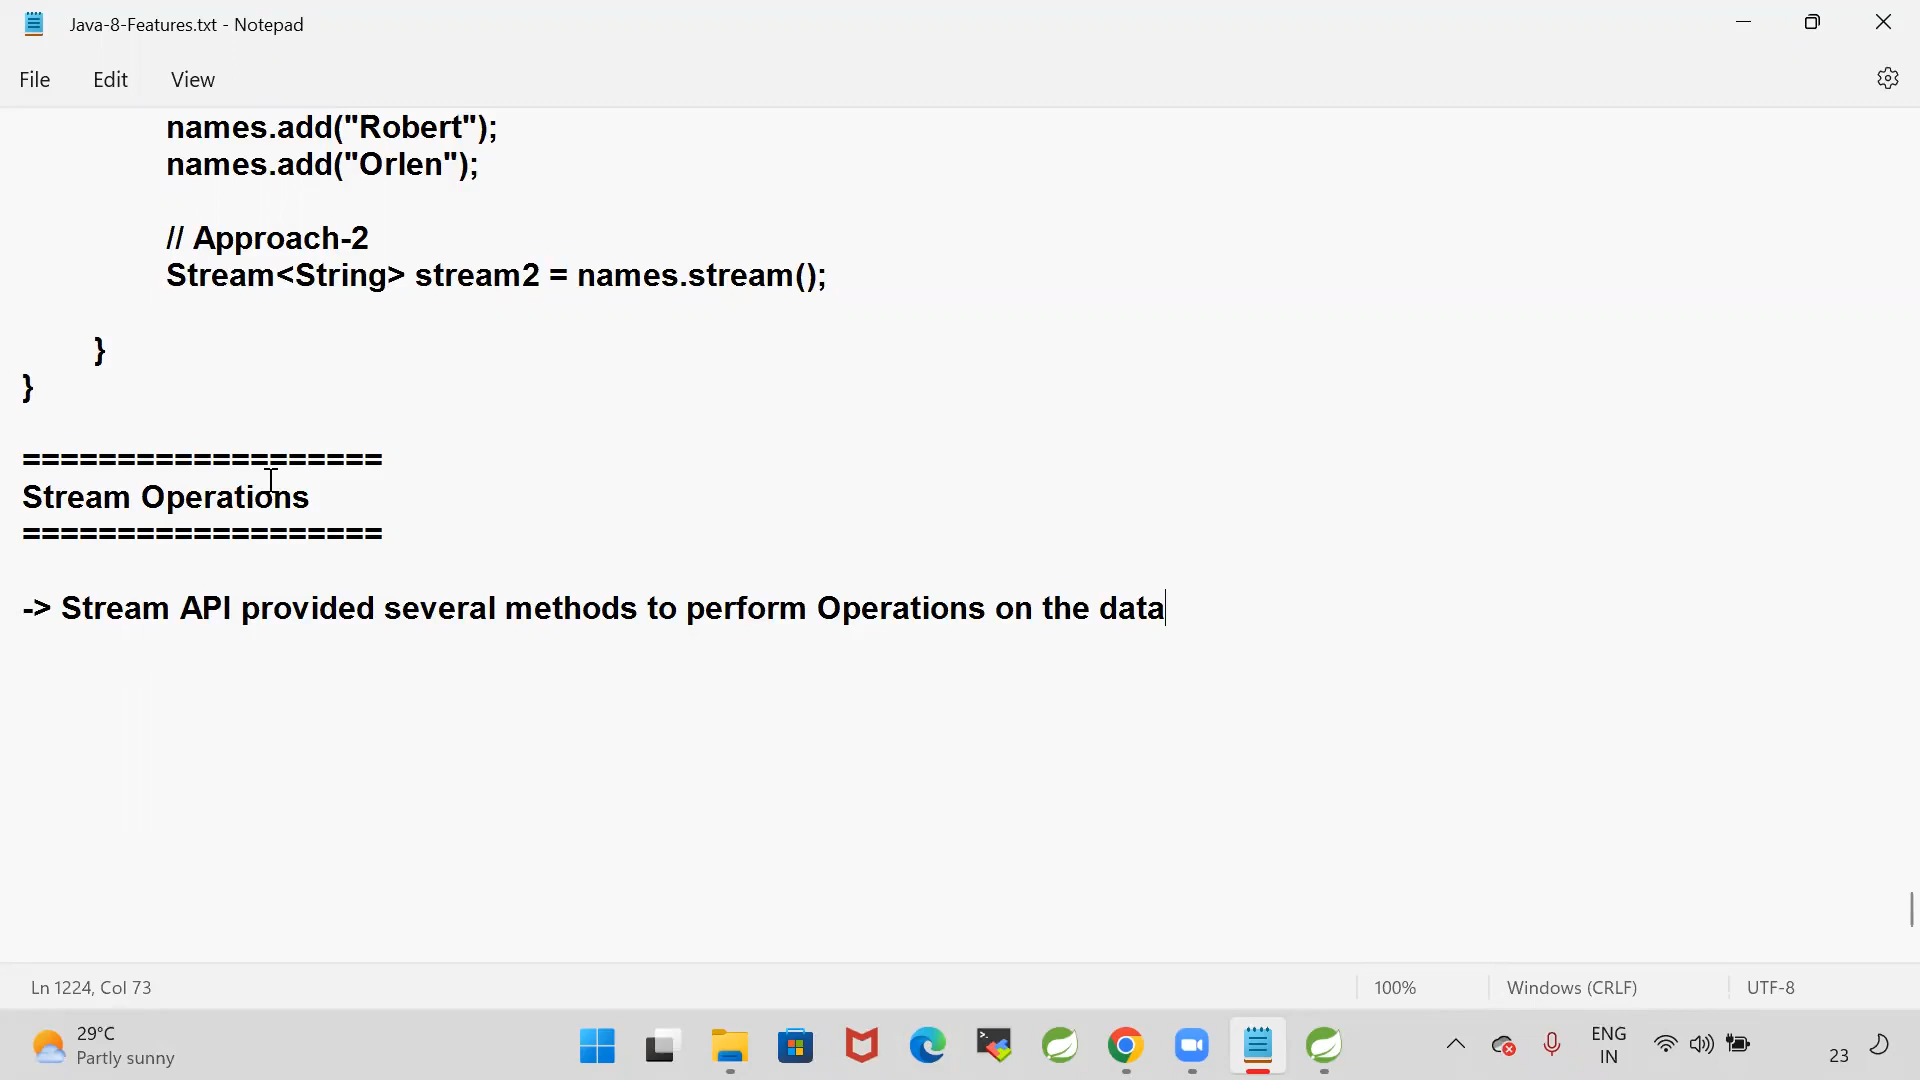 Java-8-Features.txt - Notepad
File Edit View
names.add("Robert");
names.add("Orlen");
// Approach-2
Stream<String> stream2 = names.stream();
}
}
===================
Stream Operations
===================
-> Stream API provided several methods to perform Operations on the data
Ln 1224, Col 73 100% Windows (CRLF) UTF-8
29°C
Partly sunny
ENG
IN
23